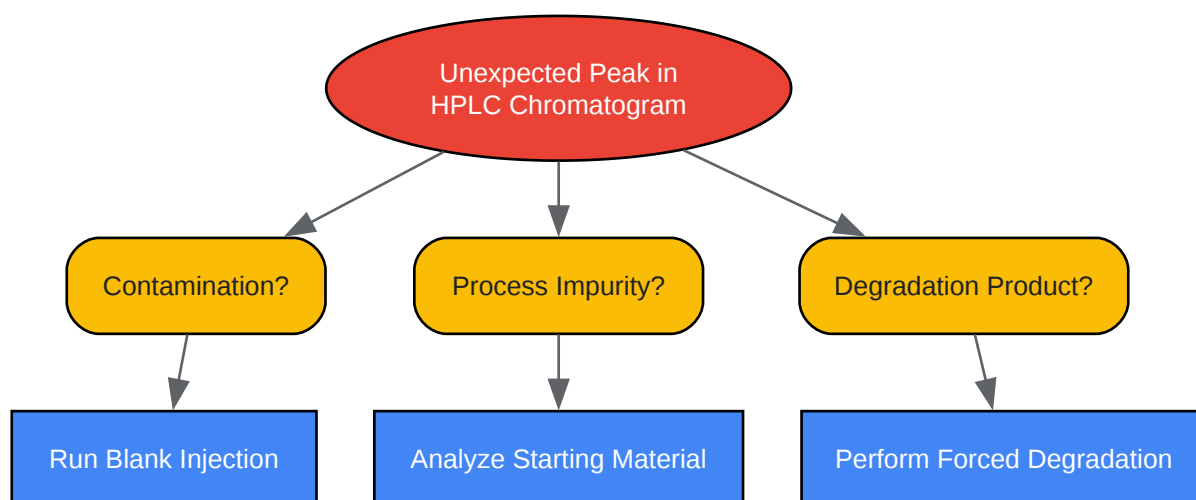 Unexpected Peak in
HPLC Chromatogram
Contamination?
Process Impurity?
Degradation Product?
Run Blank Injection
Analyze Starting Material
Perform Forced Degradation